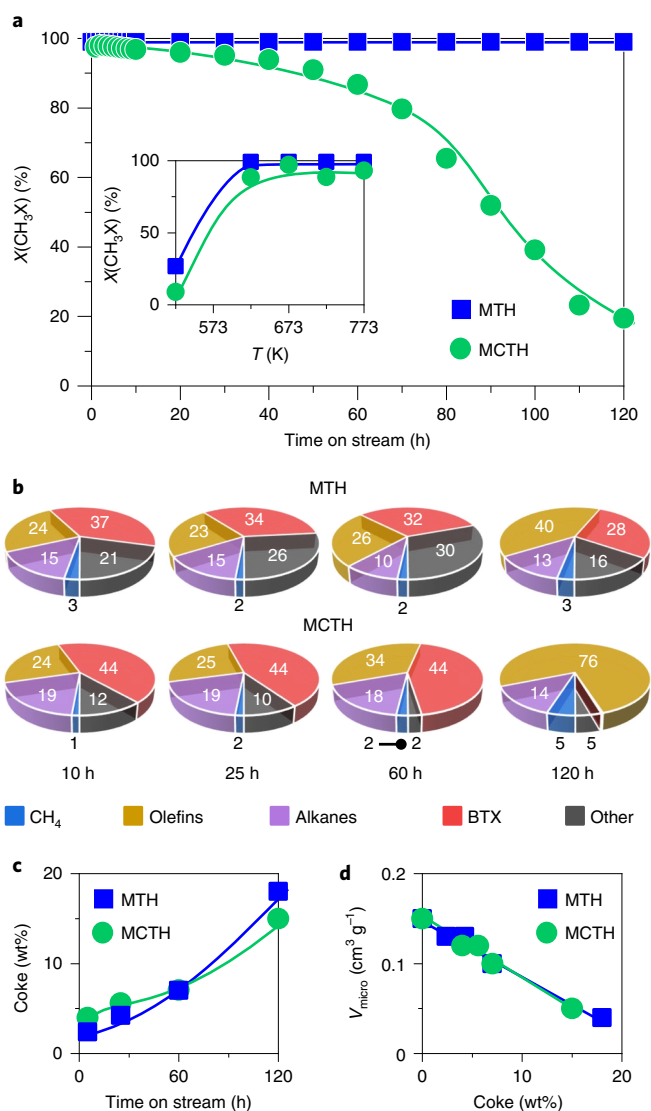 a
100
80
60
40
20
0
X(CH₃X) (%)
0 20 40 60 80 100 120
Time on stream (h)
100
50
0
X(CH₃X) (%)
573 673 773
T (K)
MTH
MCTH
b
MTH
24 37 15 21 3
23 34 15 26 2
26 32 10 30 2
40 28 13 16 3
MCTH
24 44 19 12 1
25 44 19 10 2
34 44 18 2 2
76 14 5 5
10 h 25 h 60 h 120 h
CH₄ Olefins Alkanes BTX Other
c
20
10
0
Coke (wt%)
MTH
MCTH
0 60 120
Time on stream (h)
d
0.2
0.1
0
Vmicro (cm³ g⁻¹)
MTH
MCTH
0 10 20
Coke (wt%)